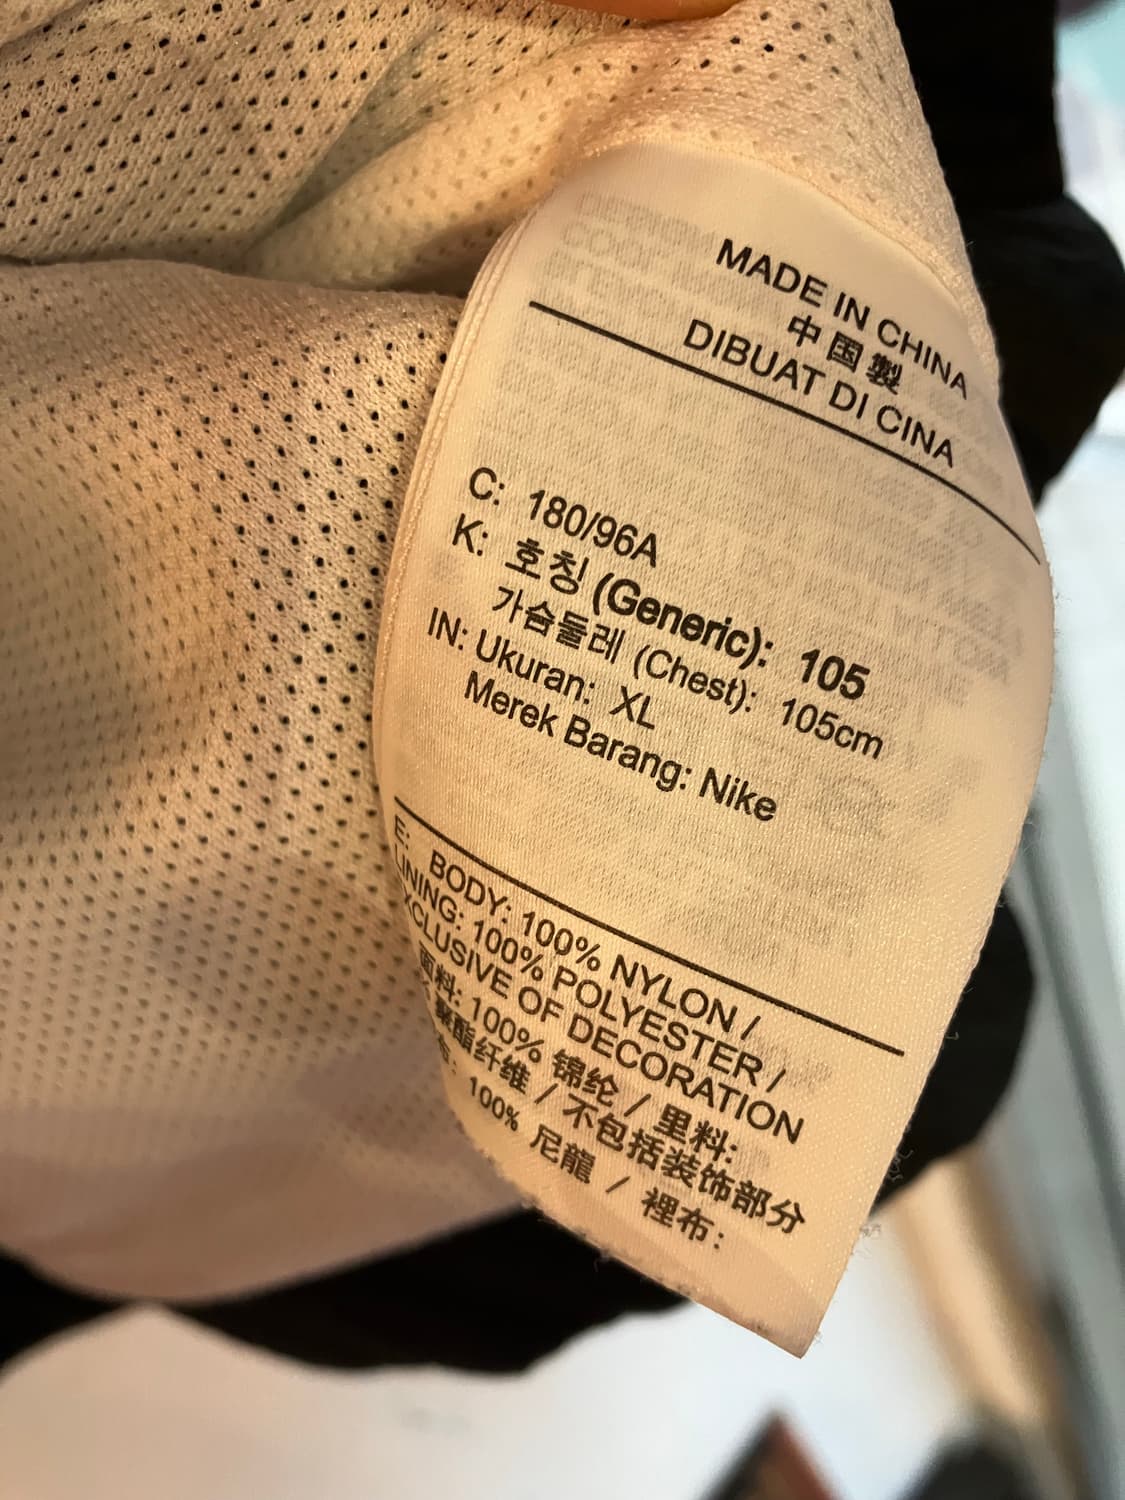 MADE IN CHINA
中国製
DIBUAT DI CINA
C: 180/96A
K: 호칭 (Generic): 105
가슴둘레 (Chest): 105cm
IN: Ukuran: XL
Merek Barang: Nike
E: BODY: 100% NYLON /
LINING: 100% POLYESTER /
EXCLUSIVE OF DECORATION
面料: 100% 锦纶 / 里料:
聚酯纤维 / 不包括装饰部分
布: 100% 尼龍 / 裡布: